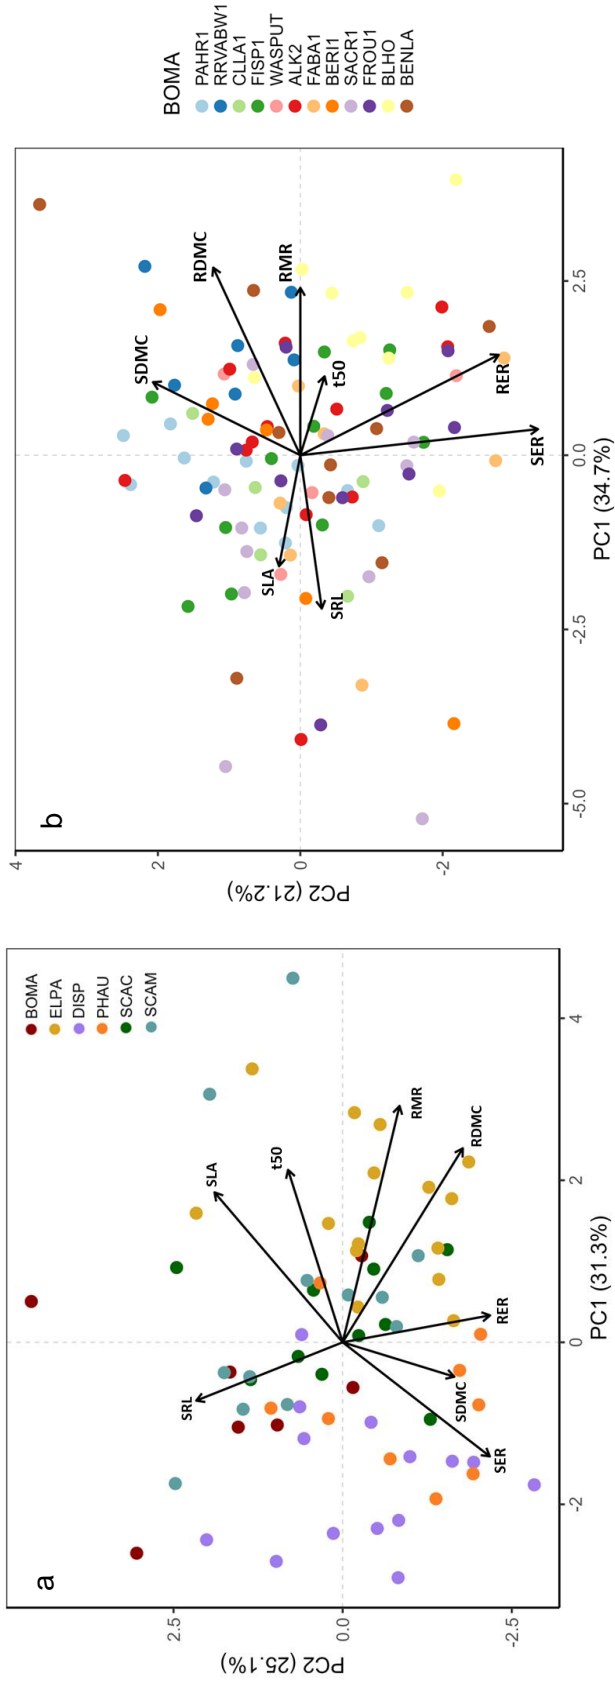 a
PC2 (25.1%)
2.5
0.0
-2.5
-2
0
2
4
PC1 (31.3%)
SRL
SLA
t50
RMR
RDMC
RER
SDMC
SER
BOMA
ELPA
DISP
PHAU
SCAC
SCAM
b
PC2 (21.2%)
4
2
0
-2
-5.0
-2.5
0.0
2.5
PC1 (34.7%)
SDMC
RDMC
RMR
t50
RER
SER
SLA
SRL
BOMA
PAHR1
RRVABW1
CLLA1
FISP1
WASPUT
ALK2
FABA1
BERI1
SACR1
FROU1
BLHO
BENLA